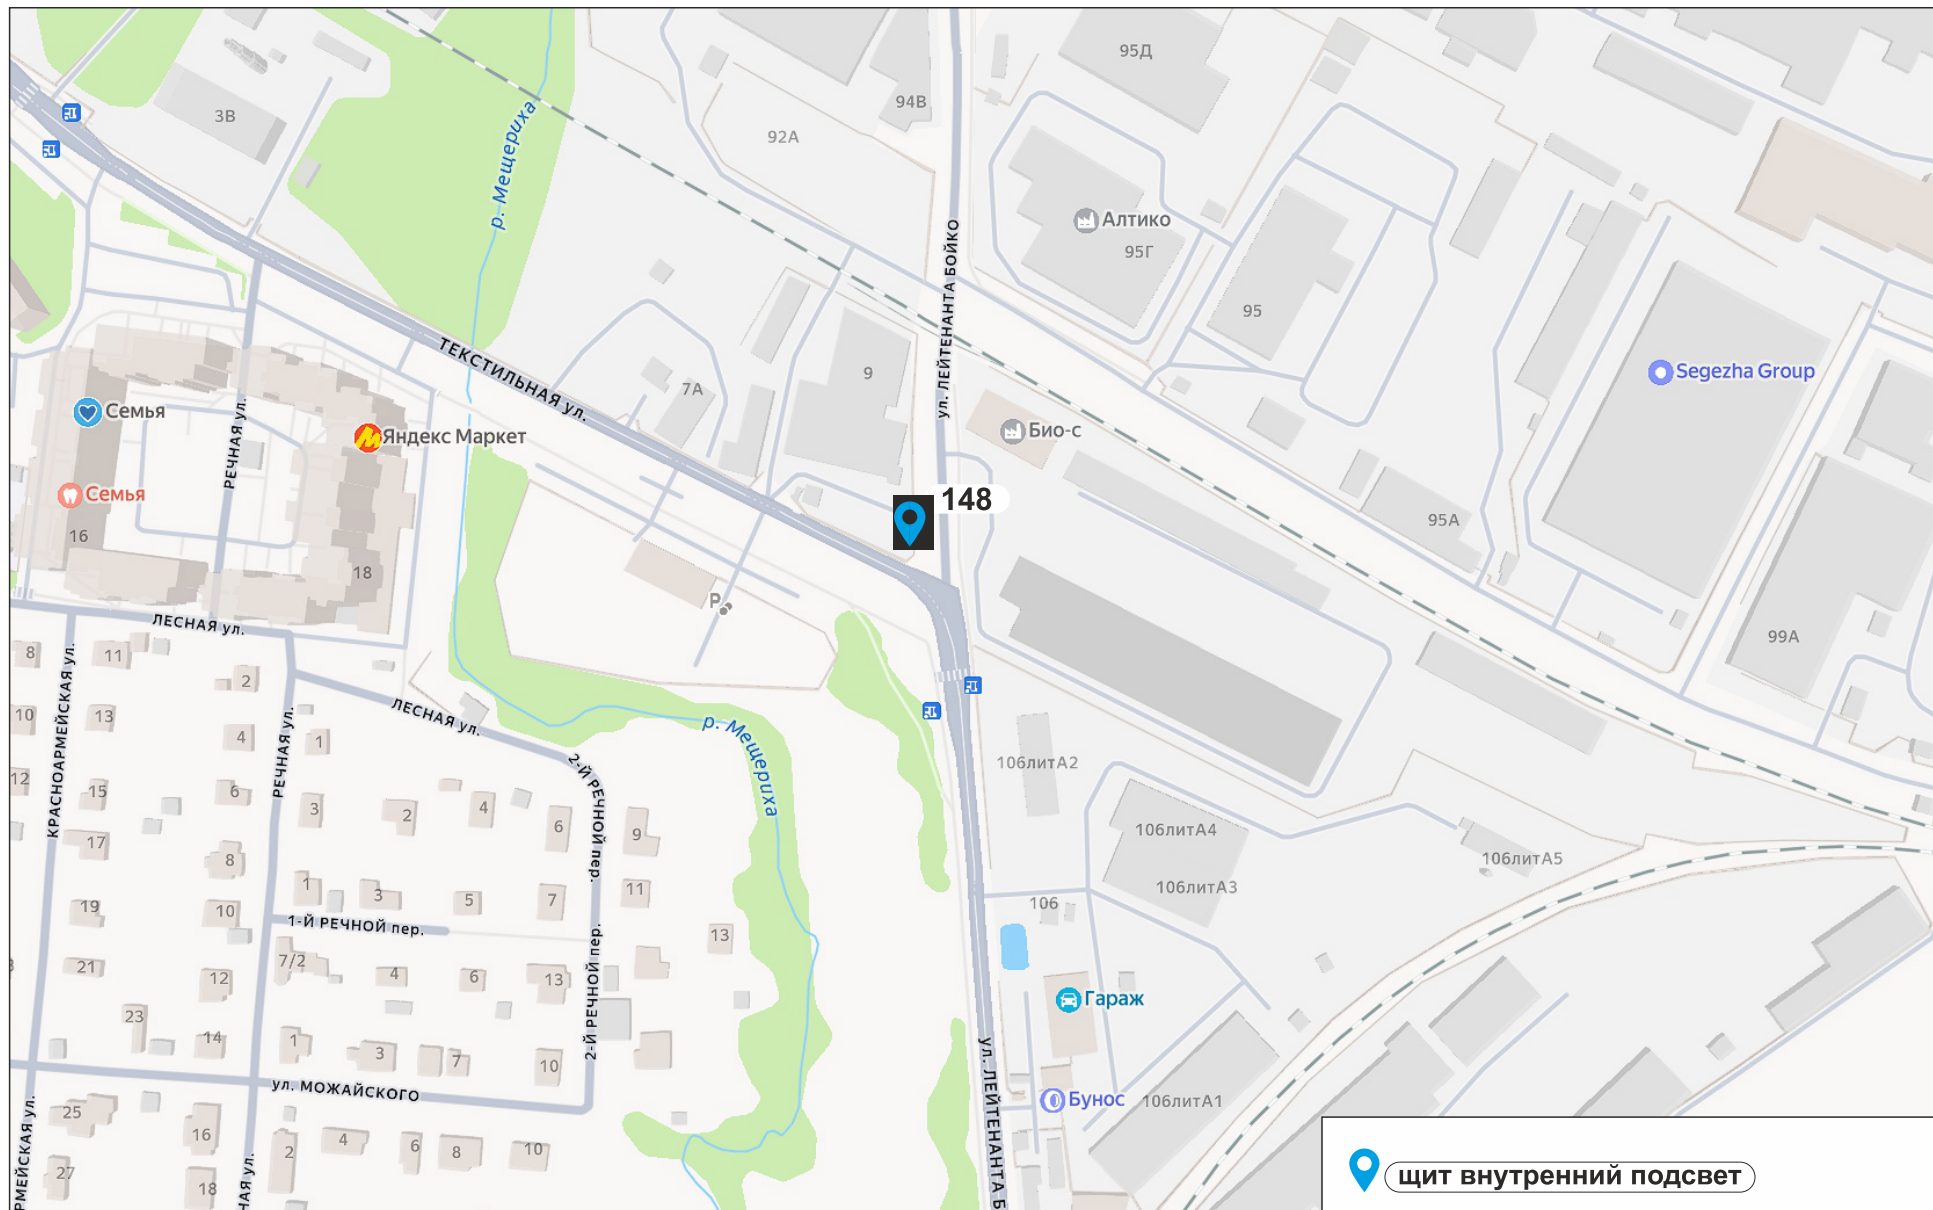 95Д
94В
3В
92А
р. Мещериха
Алтико
95Г
ул. ЛЕЙТЕНАНТА БОЙКО
95
ТЕКСТИЛЬНАЯ ул.
9
7А
Segezha Group
Семья
РЕЧНАЯ ул.
Яндекс Маркет
Био-с
Семья
148
95А
16
18
Р
ЛЕСНАЯ ул.
99А
8
11
КРАСНОАРМЕЙСКАЯ ул.
2
10
13
ЛЕСНАЯ ул.
р. Мещериха
4
1
РЕЧНАЯ ул.
2-Й РЕЧНОЙ пер.
106литА2
12
15
6
3
2
4
6
9
106литА4
17
8
106литА5
1
3
5
7
11
106литА3
19
10
106
1-Й РЕЧНОЙ пер.
13
21
7/2
12
4
6
13
2-Й РЕЧНОЙ пер.
Гараж
23
14
1
3
7
10
ул. МОЖАЙСКОГО
ул. ЛЕЙТЕНАНТА Б
Бунос
106литА1
25
16
2
4
6
8
10
РМЕЙСКАЯ ул.
НАЯ ул.
27
18
щит внутренний подсвет